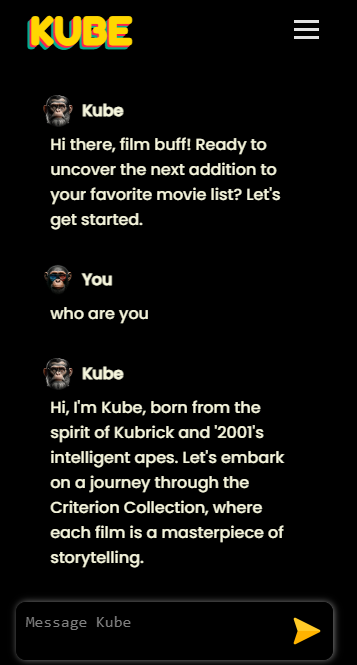 KUBE
Kube
Hi there, film buff! Ready to
uncover the next addition to
your favorite movie list? Let's
get started.
You
who are you
Kube
Hi, I'm Kube, born from the
spirit of Kubrick and '2001's
intelligent apes. Let's embark
on a journey through the
Criterion Collection, where
each film is a masterpiece of
storytelling.
Message Kube